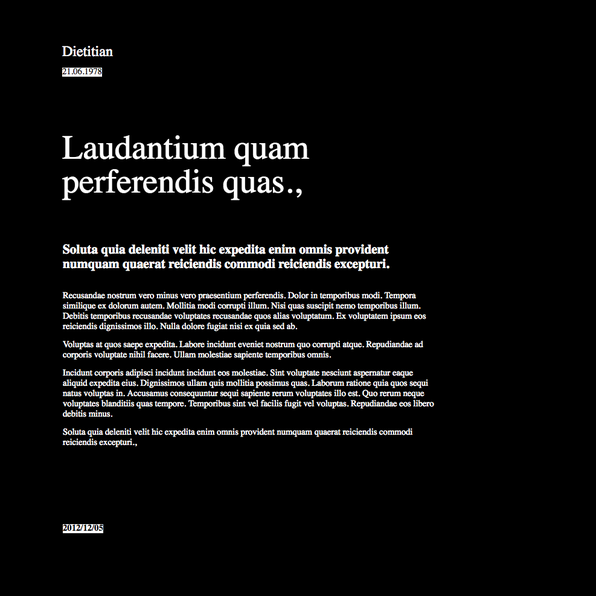 Dietitian
21.06.1978
Laudantium quam
perferendis quas.,
Soluta quia deleniti velit hic expedita enim omnis provident
numquam quaerat reiciendis commodi reiciendis excepturi.
Recusandae nostrum vero minus vero praesentium perferendis. Dolor in temporibus modi. Tempora
similique ex dolorum autem. Mollitia modi corrupti illum. Nisi quas suscipit nemo temporibus illum.
Debitis temporibus recusandae voluptates recusandae quos alias voluptatum. Ex voluptatem ipsum eos
reiciendis dignissimos illo. Nulla dolore fugiat nisi ex quia sed ab.
Voluptas at quos saepe expedita. Labore incidunt eveniet nostrum quo corrupti atque. Repudiandae ad
corporis voluptate nihil facere. Ullam molestiae sapiente temporibus omnis.
Incidunt corporis adipisci incidunt incidunt eos molestiae. Sint voluptate nesciunt aspernatur eaque
aliquid expedita eius. Dignissimos ullam quis mollitia possimus quas. Laborum ratione quia quos sequi
natus voluptas in. Accusamus consequuntur sequi sapiente rerum voluptates illo est. Quo rerum neque
voluptates blanditiis quas tempore. Temporibus sint vel facilis fugit vel voluptas. Repudiandae eos libero
debitis minus.
Soluta quia deleniti velit hic expedita enim omnis provident numquam quaerat reiciendis commodi
reiciendis excepturi.,
2012/12/05